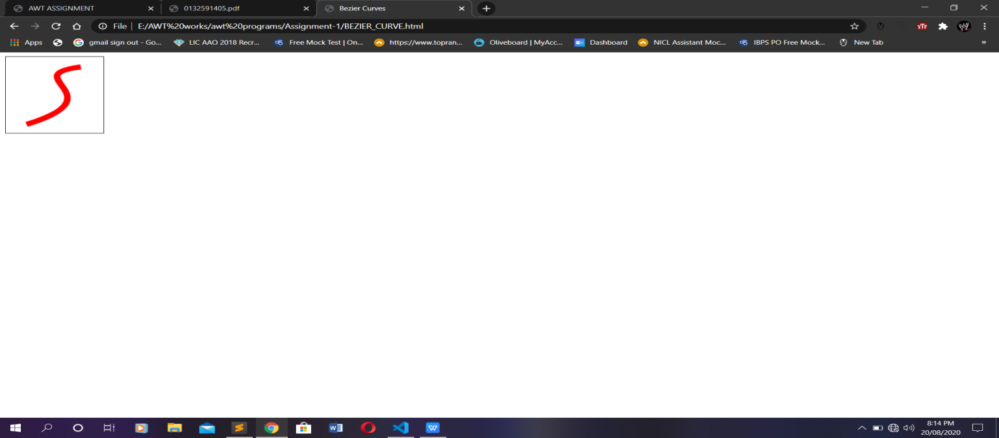 AWT ASSIGNMENT
0132591405.pdf
Bezier Curves
File | E:/AWT%20works/awt%20programs/Assignment-1/BEZIER_CURVE.html
YTP
Apps
gmail sign out - Go...
LIC AAO 2018 Recr...
Free Mock Test | On...
https://www.topran...
Oliveboard | MyAcc...
Dashboard
NICL Assistant Moc...
IBPS PO Free Mock...
New Tab
»
8:14 PM
20/08/2020